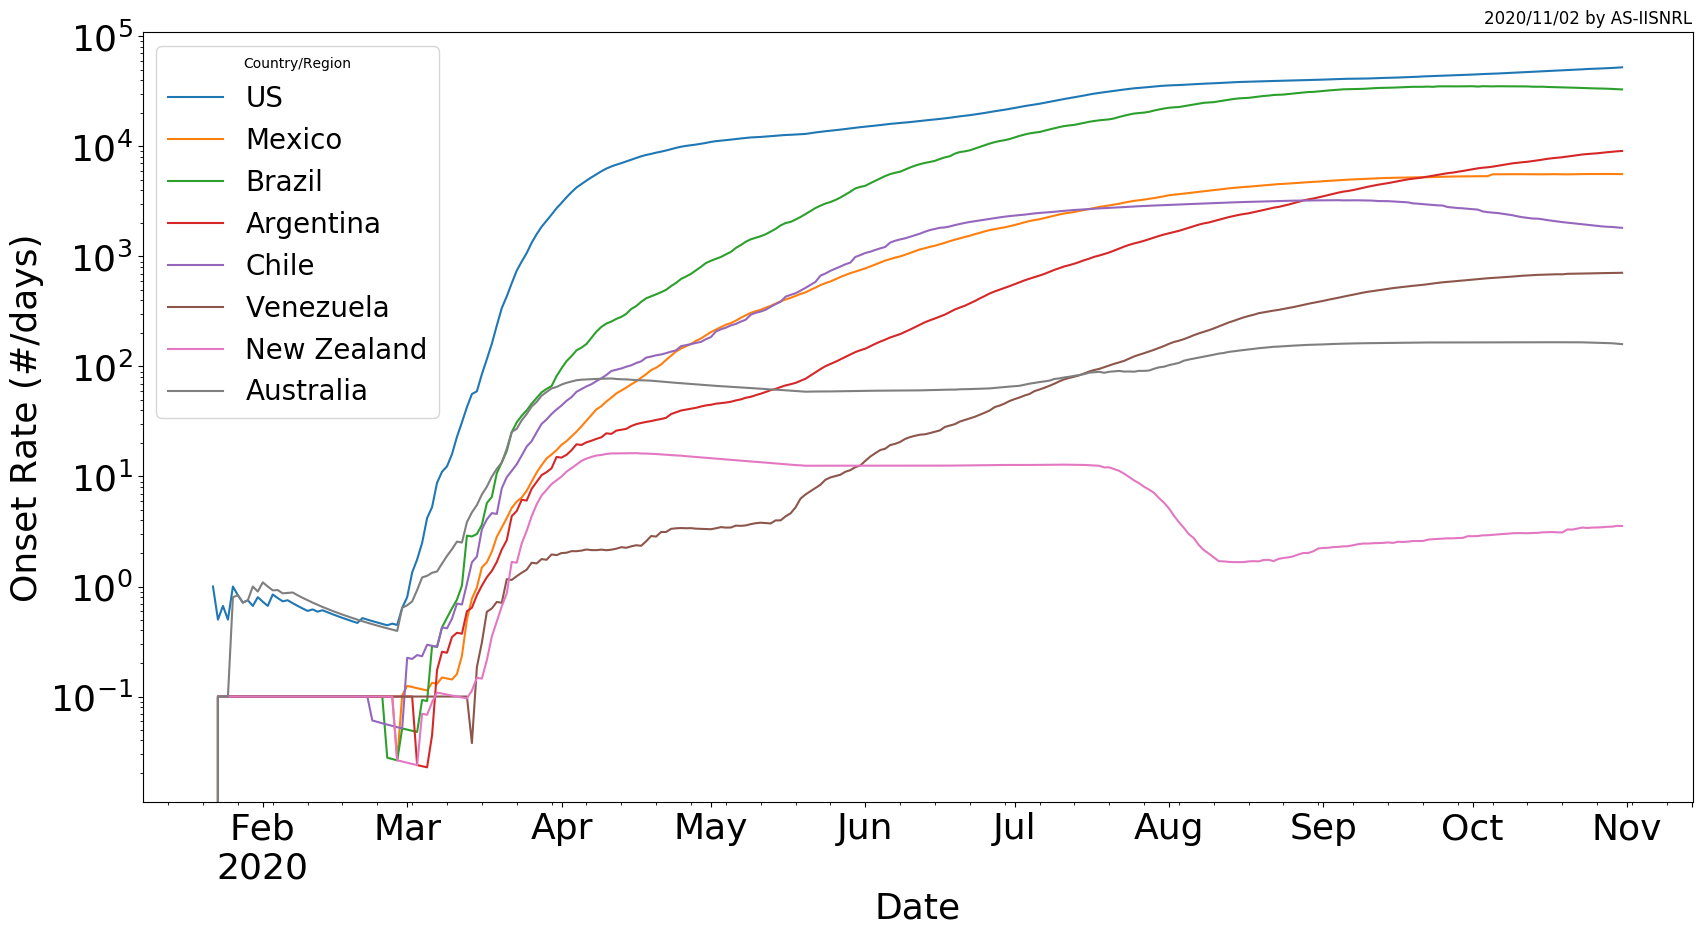 2020/11/02 by AS-IISNRL
Onset Rate (#/days)
10^5
10^4
10^3
10^2
10^1
10^0
10^−1
Country/Region
US
Mexico
Brazil
Argentina
Chile
Venezuela
New Zealand
Australia
Feb Mar Apr May Jun Jul Aug Sep Oct Nov
2020
Date